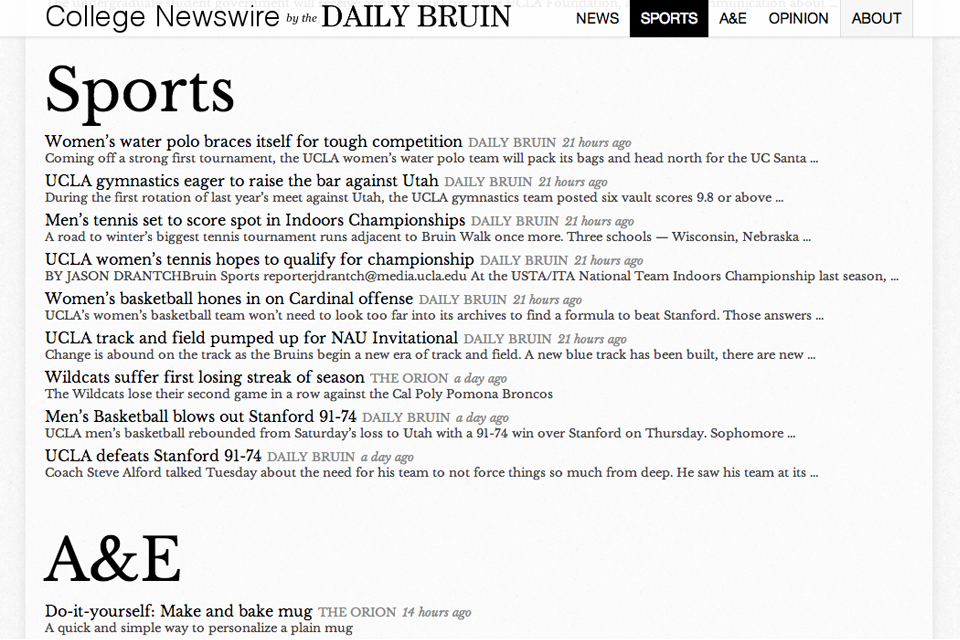 College Newswire by the DAILY BRUIN NEWS SPORTS A&E OPINION ABOUT
Sports
Women's water polo braces itself for tough competition DAILY BRUIN 21 hours ago
Coming off a strong first tournament, the UCLA women's water polo team will pack its bags and head north for the UC Santa ...
UCLA gymnastics eager to raise the bar against Utah DAILY BRUIN 21 hours ago
During the first rotation of last year's meet against Utah, the UCLA gymnastics team posted six vault scores 9.8 or above ...
Men's tennis set to score spot in Indoors Championships DAILY BRUIN 21 hours ago
A road to winter's biggest tennis tournament runs adjacent to Bruin Walk once more. Three schools — Wisconsin, Nebraska ...
UCLA women's tennis hopes to qualify for championship DAILY BRUIN 21 hours ago
BY JASON DRANTCHBruin Sports reporterjdrantch@media.ucla.edu At the USTA/ITA National Team Indoors Championship last season, ...
Women's basketball hones in on Cardinal offense DAILY BRUIN 21 hours ago
UCLA's women's basketball team won't need to look too far into its archives to find a formula to beat Stanford. Those answers ...
UCLA track and field pumped up for NAU Invitational DAILY BRUIN 21 hours ago
Change is abound on the track as the Bruins begin a new era of track and field. A new blue track has been built, there are new ...
Wildcats suffer first losing streak of season THE ORION a day ago
The Wildcats lose their second game in a row against the Cal Poly Pomona Broncos
Men's Basketball blows out Stanford 91-74 DAILY BRUIN a day ago
UCLA men's basketball rebounded from Saturday's loss to Utah with a 91-74 win over Stanford on Thursday. Sophomore ...
UCLA defeats Stanford 91-74 DAILY BRUIN a day ago
Coach Steve Alford talked Tuesday about the need for his team to not force things so much from deep. He saw his team at its ...
A&E
Do-it-yourself: Make and bake mug THE ORION 14 hours ago
A quick and simple way to personalize a plain mug